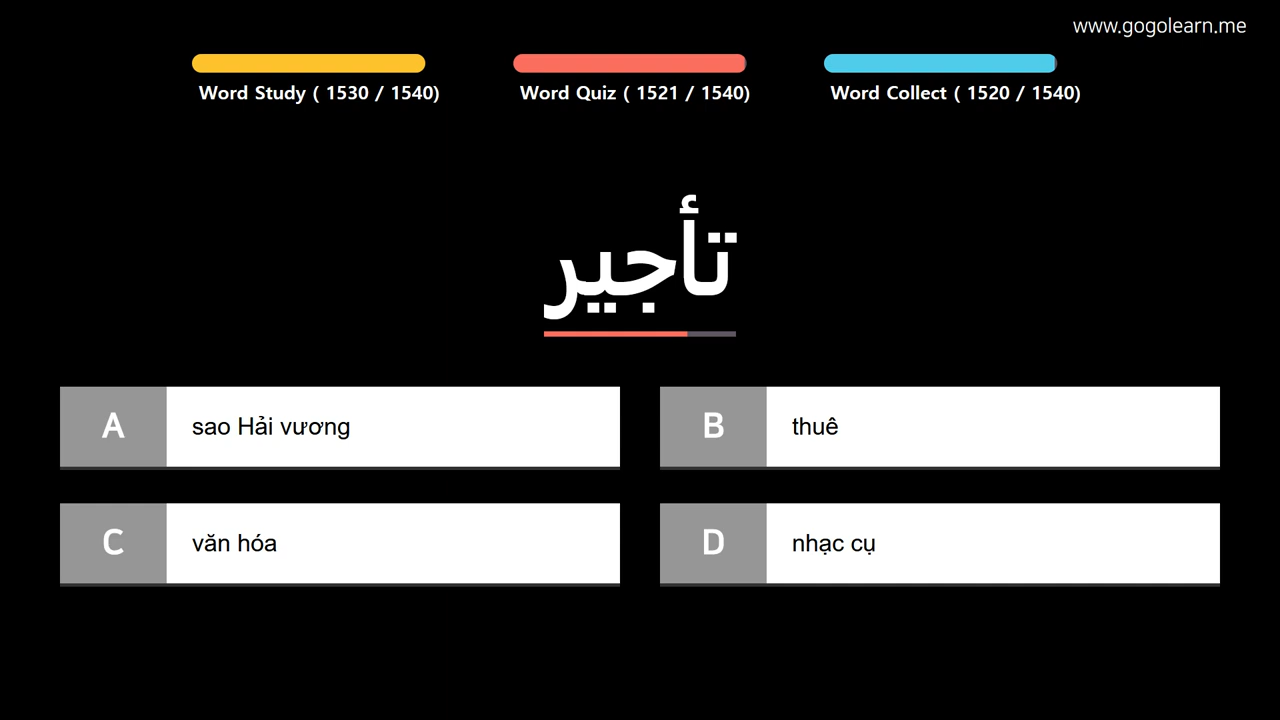 www.gogolearn.me
Word Study ( 1530 / 1540)
Word Quiz ( 1521 / 1540)
Word Collect ( 1520 / 1540)
تأجير
A
sao Hải vương
B
thuê
C
văn hóa
D
nhạc cụ